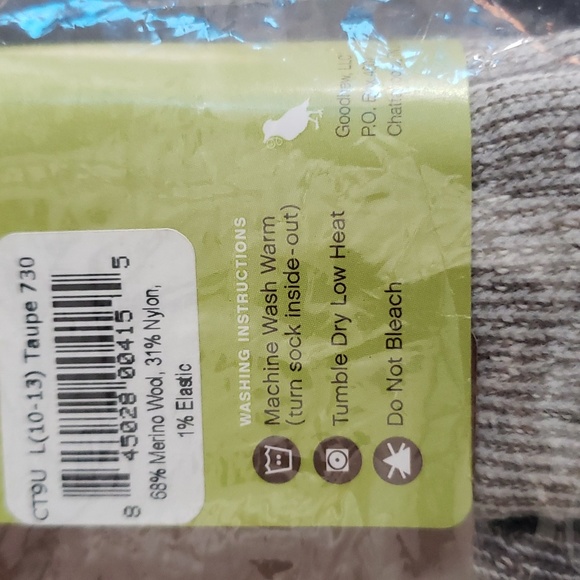 CT9U L(10-13) Taupe 730
8 45028 00415 5
68% Merino Wool, 31% Nylon,
1% Elastic
WASHING INSTRUCTIONS
Machine Wash Warm
(turn sock inside-out)
Tumble Dry Low Heat
Do Not Bleach
P.O.